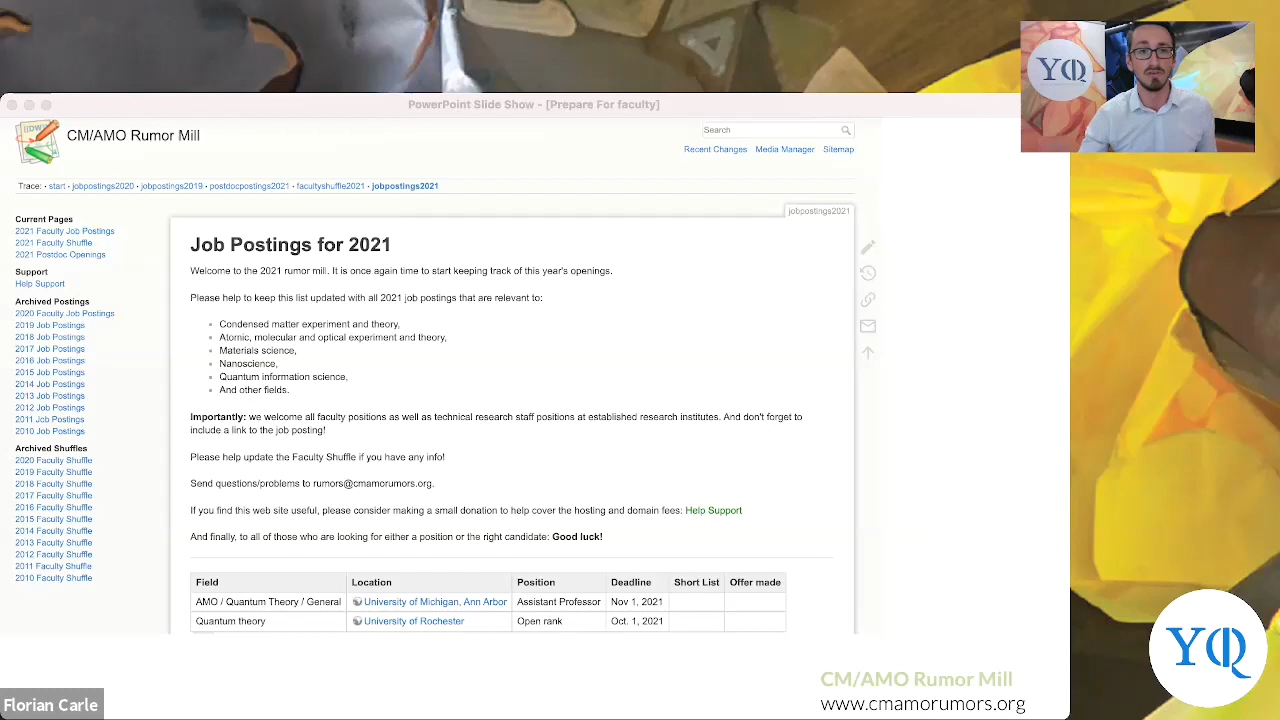 PowerPoint Slide Show - [Prepare For faculty]
CM/AMO Rumor Mill
Search
Recent Changes Media Manager Sitemap
Trace: · start · jobpostings2020 · jobpostings2019 · postdocpostings2021 · facultyshuffle2021 · jobpostings2021
Current Pages
2021 Faculty Job Postings
2021 Faculty Shuffle
2021 Postdoc Openings
Support
Help Support
Archived Postings
2020 Faculty Job Postings
2019 Job Postings
2018 Job Postings
2017 Job Postings
2016 Job Postings
2015 Job Postings
2014 Job Postings
2013 Job Postings
2012 Job Postings
2011 Job Postings
2010 Job Postings
Archived Shuffles
2020 Faculty Shuffle
2019 Faculty Shuffle
2018 Faculty Shuffle
2017 Faculty Shuffle
2016 Faculty Shuffle
2015 Faculty Shuffle
2014 Faculty Shuffle
2013 Faculty Shuffle
2012 Faculty Shuffle
2011 Faculty Shuffle
2010 Faculty Shuffle
jobpostings2021
Job Postings for 2021
Welcome to the 2021 rumor mill. It is once again time to start keeping track of this year's openings.
Please help to keep this list updated with all 2021 job postings that are relevant to:
Condensed matter experiment and theory,
Atomic, molecular and optical experiment and theory,
Materials science,
Nanoscience,
Quantum information science,
And other fields.
Importantly: we welcome all faculty positions as well as technical research staff positions at established research institutes. And don't forget to
include a link to the job posting!
Please help update the Faculty Shuffle if you have any info!
Send questions/problems to rumors@cmamorumors.org.
If you find this web site useful, please consider making a small donation to help cover the hosting and domain fees: Help Support
And finally, to all of those who are looking for either a position or the right candidate: Good luck!
Field Location Position Deadline Short List Offer made
AMO / Quantum Theory / General University of Michigan, Ann Arbor Assistant Professor Nov 1, 2021
Quantum theory University of Rochester Open rank Oct. 1, 2021
CM/AMO Rumor Mill
www.cmamorumors.org
Florian Carle
YQ
YQ